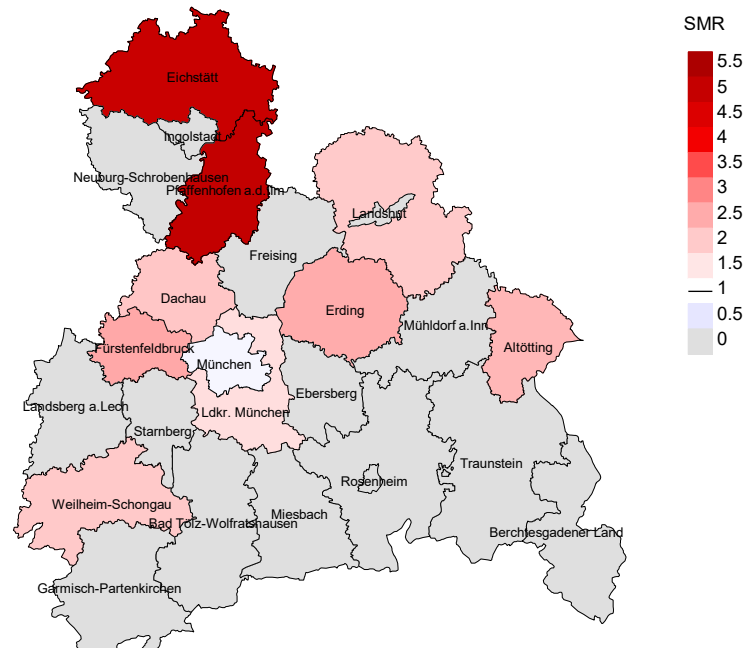 SMR
5.5
5
4.5
4
3.5
3
2.5
2
1.5
1
0.5
0
Eichstätt
Ingolstadt
Neuburg-Schrobenhausen
Pfaffenhofen a.d.Ilm
Landshut
Freising
Dachau
Erding
Mühldorf a.Inn
Fürstenfeldbruck
Altötting
München
Ebersberg
Landsberg a.Lech
Ldkr. München
Starnberg
Traunstein
Rosenheim
Weilheim-Schongau
Miesbach
Bad Tölz-Wolfratshausen
Berchtesgadener Land
Garmisch-Partenkirchen